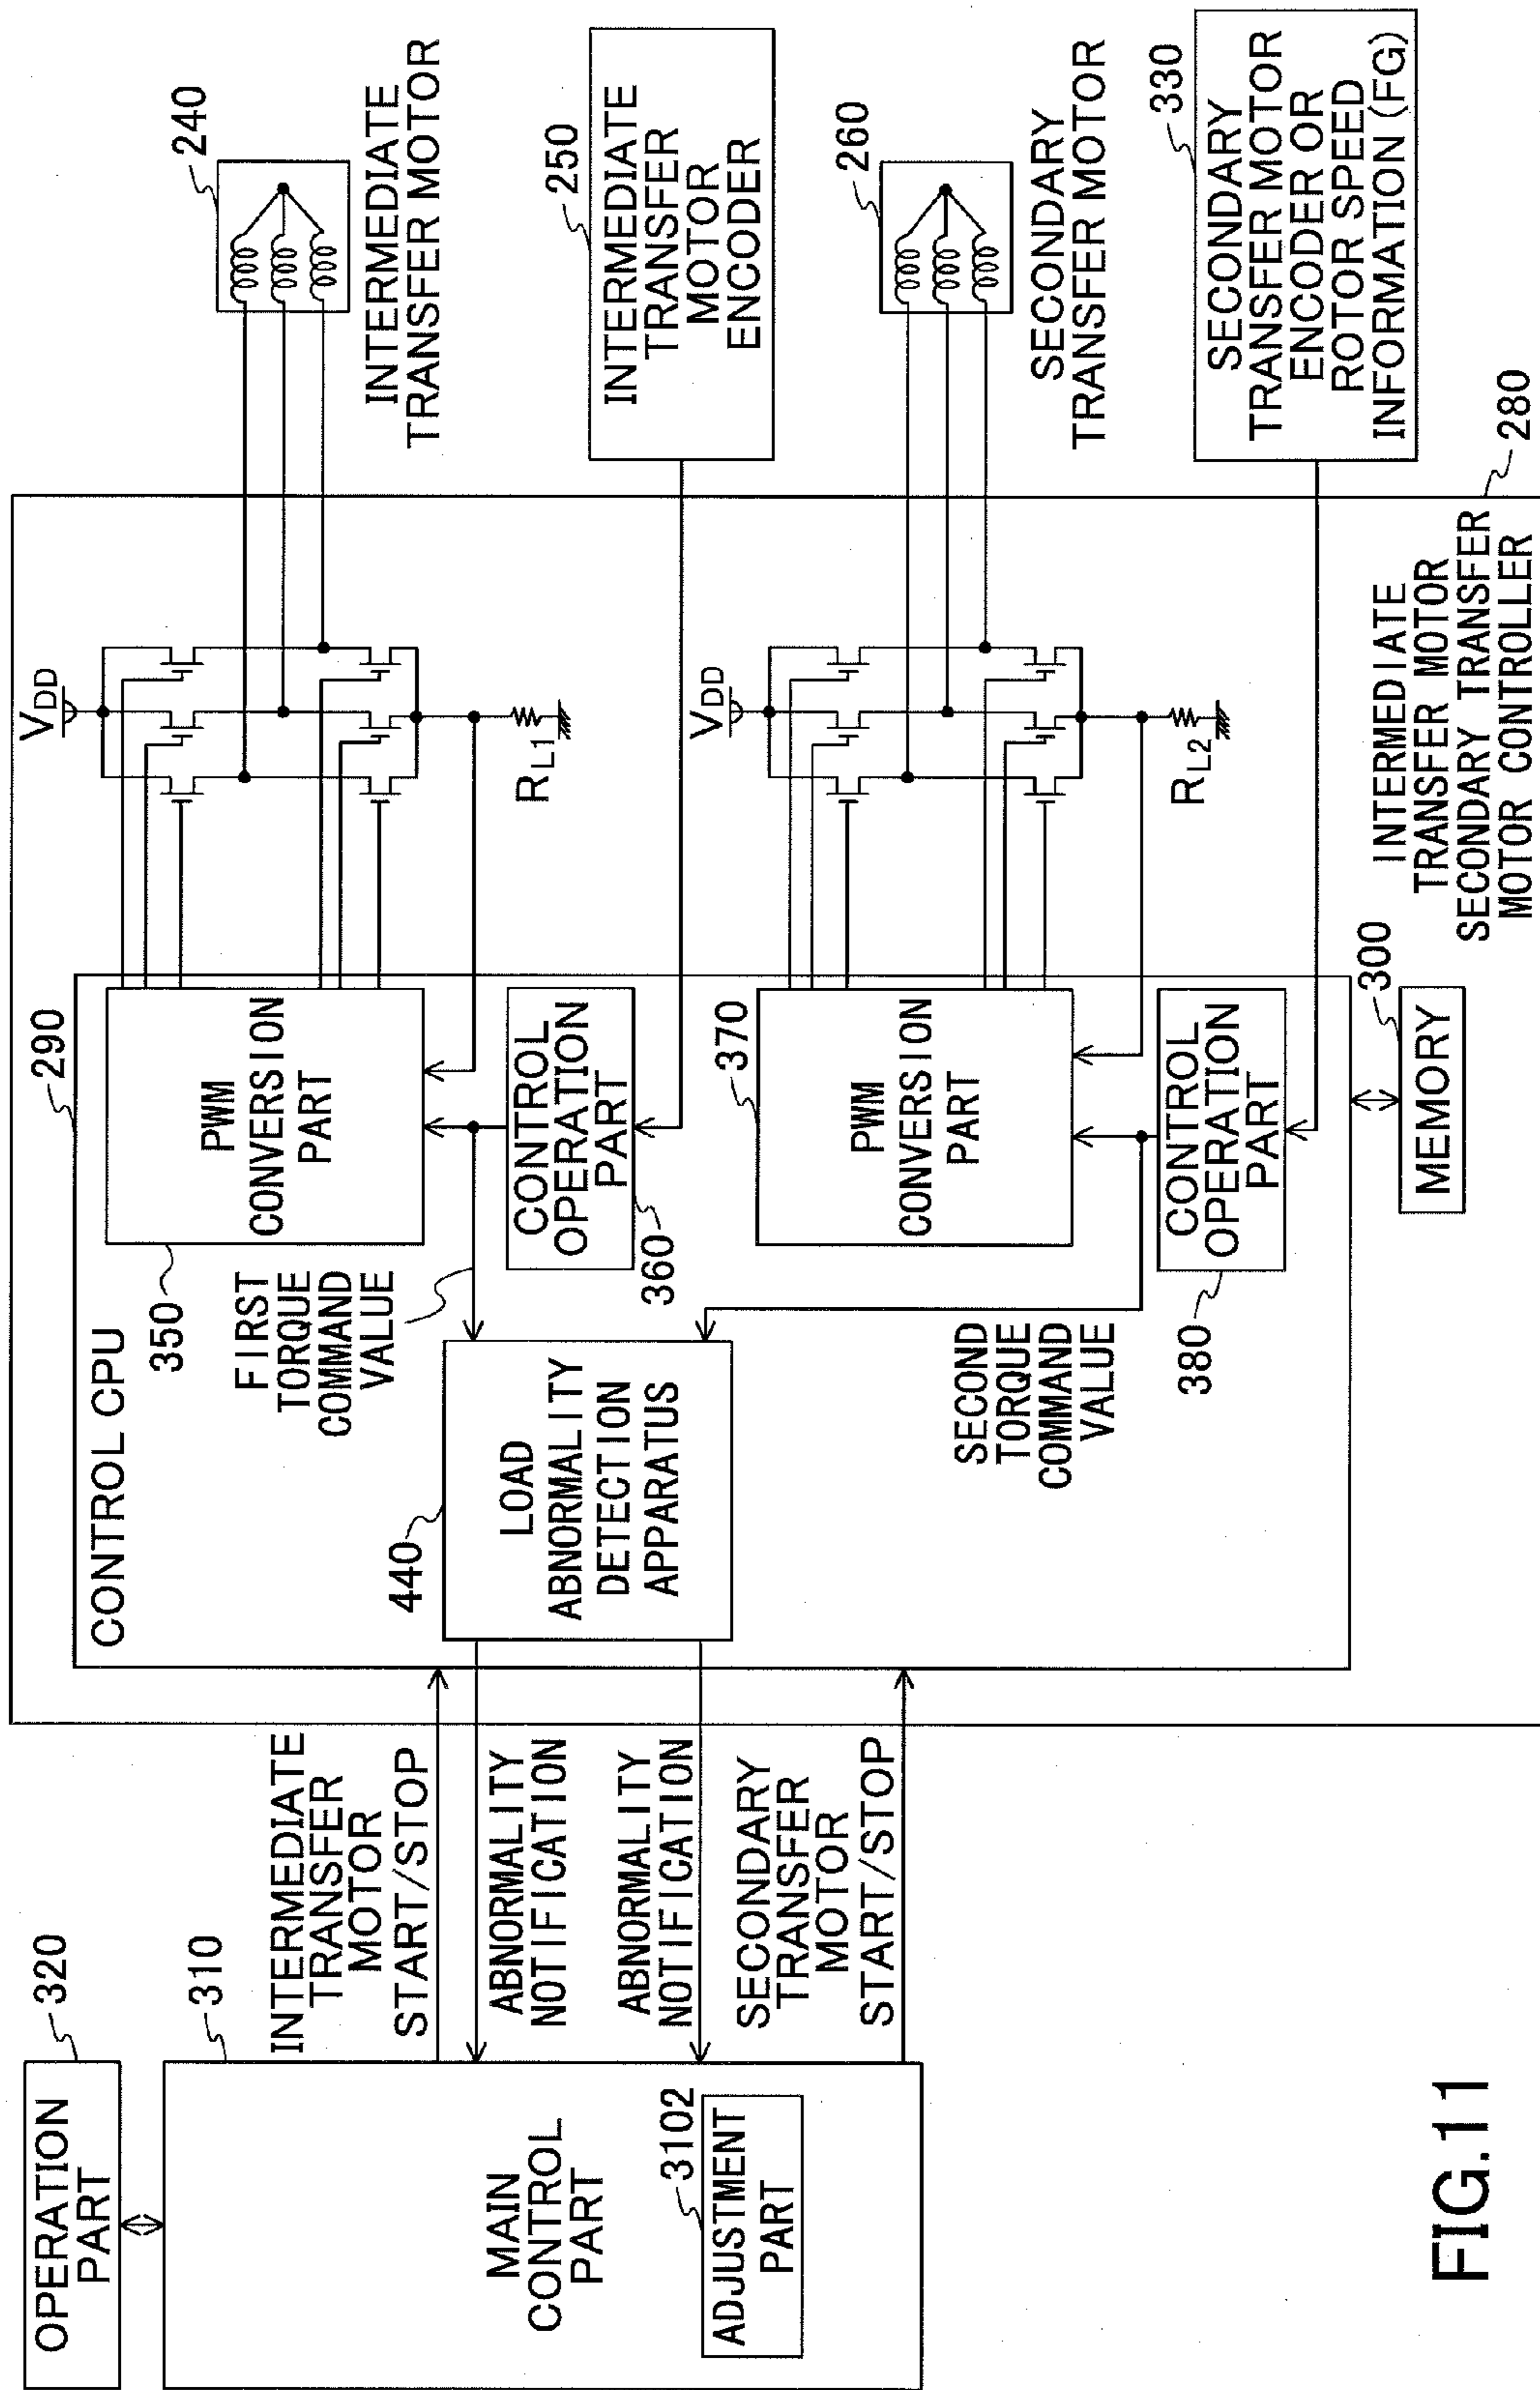 320
OPERATION
PART
310
MAIN
CONTROL
PART
3102
ADJUSTMENT
PART
INTERMEDIATE
TRANSFER
MOTOR
START/STOP
ABNORMALITY
NOTIFICATION
ABNORMALITY
NOTIFICATION
SECONDARY
TRANSFER
MOTOR
START/STOP
CONTROL CPU
290
440
LOAD
ABNORMALITY
DETECTION
APPARATUS
350
PWM
CONVERSION
PART
FIRST
TORQUE
COMMAND
VALUE
CONTROL
OPERATION
PART
360
370
PWM
CONVERSION
PART
SECOND
TORQUE
COMMAND
VALUE
CONTROL
OPERATION
PART
380
300
MEMORY
VDD
RL1
VDD
RL2
240
INTERMEDIATE
TRANSFER MOTOR
250
INTERMEDIATE
TRANSFER
MOTOR
ENCODER
260
SECONDARY
TRANSFER MOTOR
330
SECONDARY
TRANSFER MOTOR
ENCODER OR
ROTOR SPEED
INFORMATION (FG)
280
INTERMEDIATE
TRANSFER MOTOR
SECONDARY TRANSFER
MOTOR CONTROLLER
FIG.11